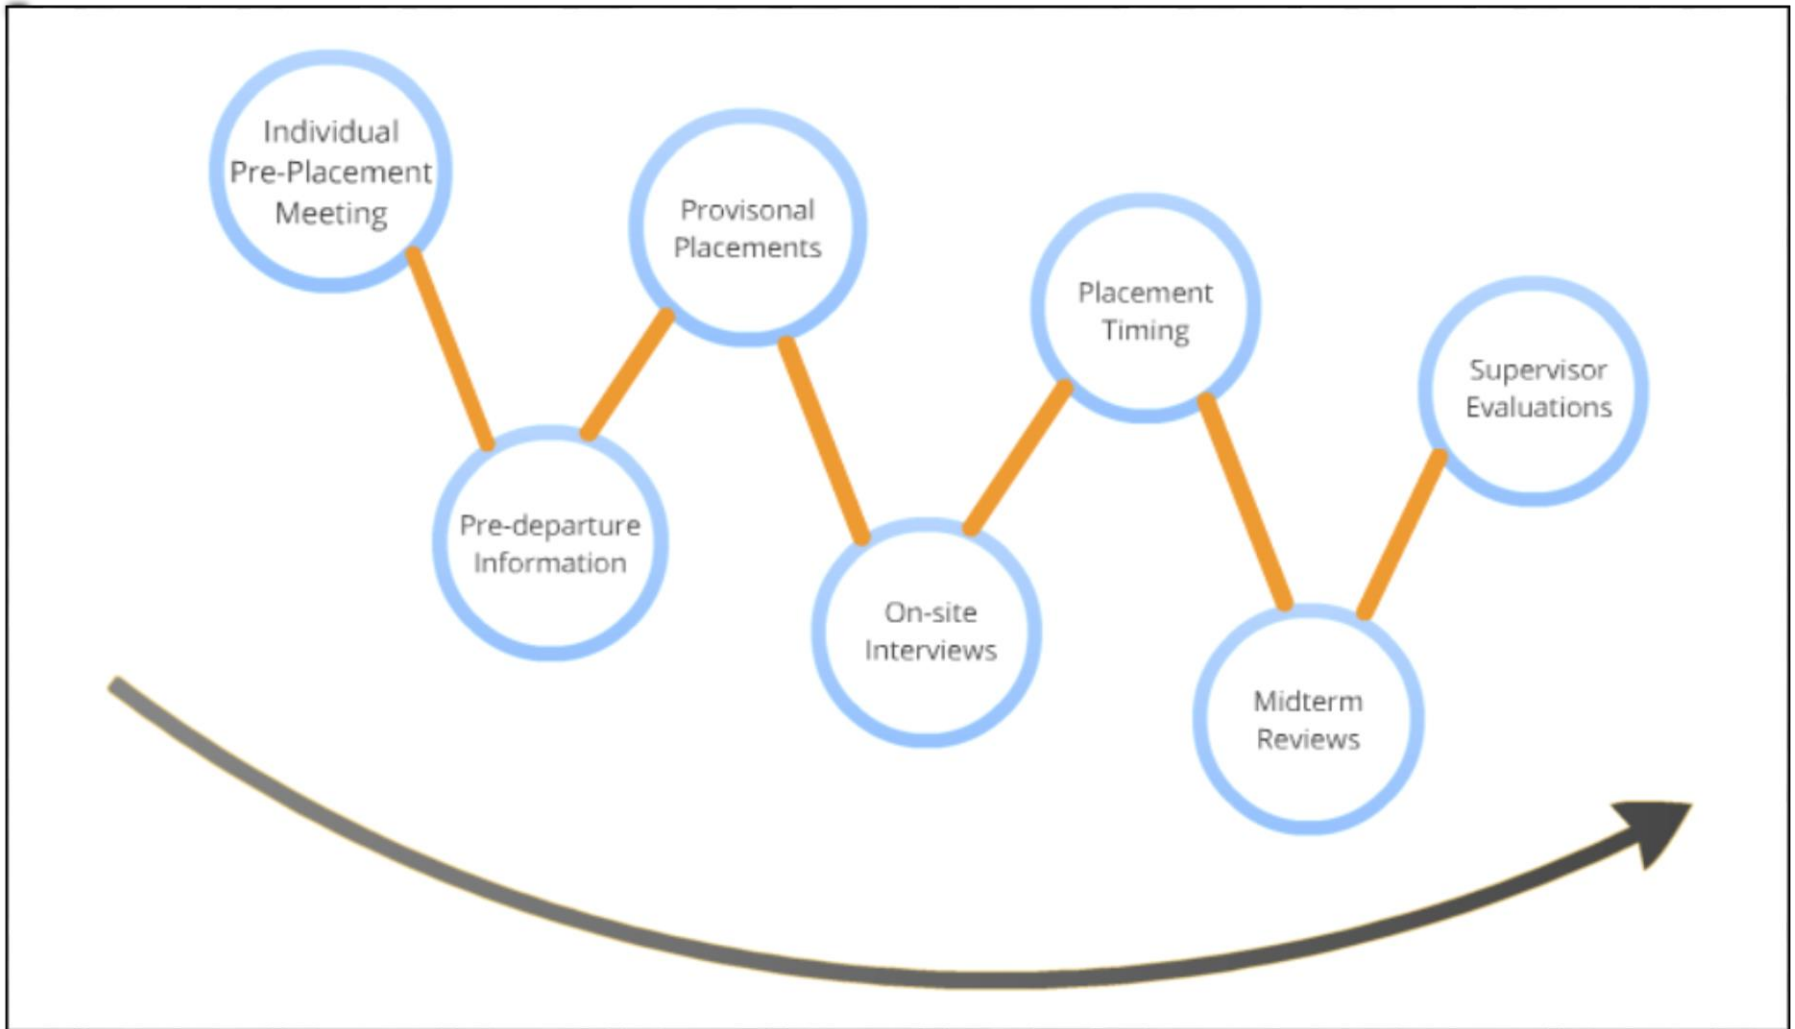 Individual
Pre-Placement
Meeting
Pre-departure
Information
Provisonal
Placements
On-site
Interviews
Placement
Timing
Midterm
Reviews
Supervisor
Evaluations